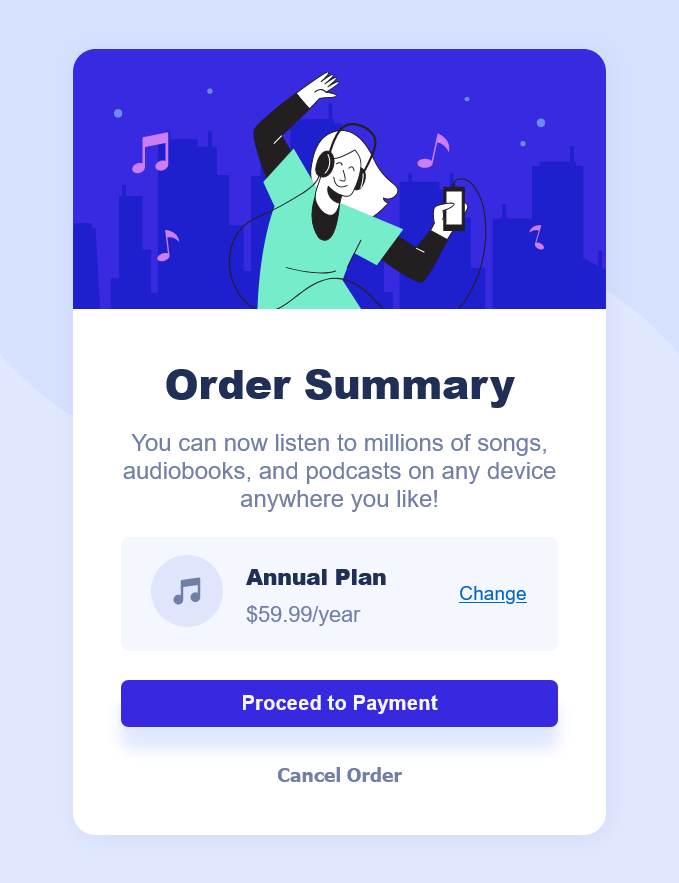 Order Summary
You can now listen to millions of songs,
audiobooks, and podcasts on any device
anywhere you like!
Annual Plan
$59.99/year
Change
Proceed to Payment
Cancel Order